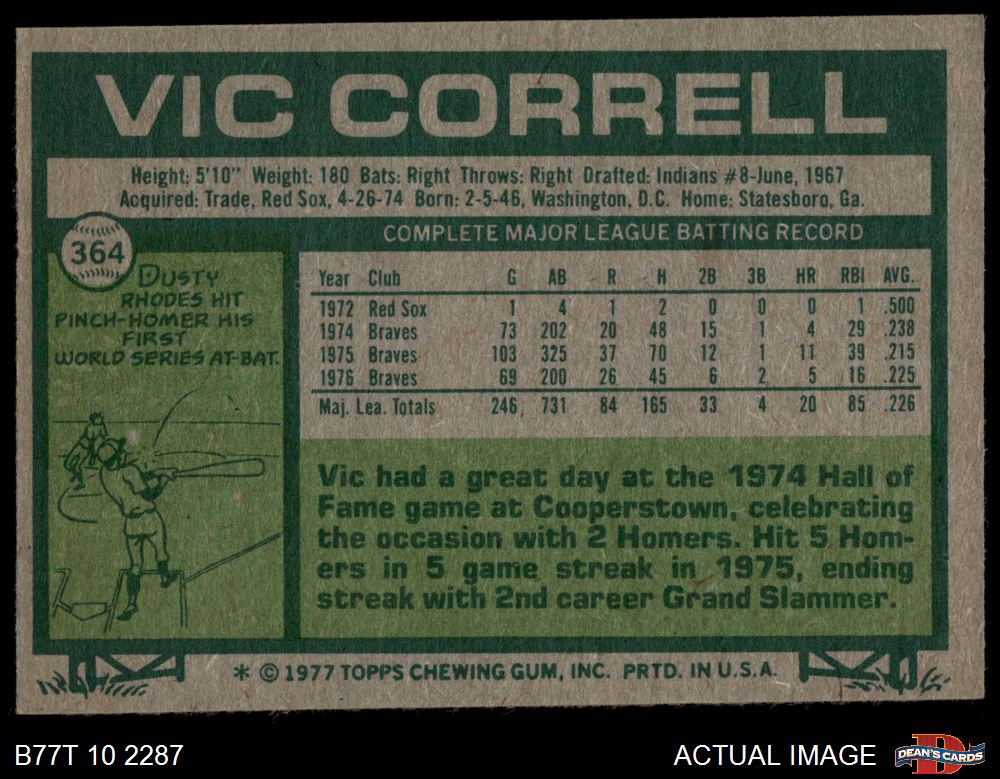 VIC CORRELL
Height: 5'10" Weight: 180 Bats: Right Throws: Right Drafted: Indians #8-June, 1967
Acquired: Trade, Red Sox, 4-26-74 Born: 2-5-46, Washington, D.C. Home: Statesboro, Ga.
364
DUSTY
RHODES HIT
PINCH-HOMER HIS
FIRST
WORLD SERIES AT-BAT.
COMPLETE MAJOR LEAGUE BATTING RECORD
Year Club G AB R H 2B 3B HR RBI AVG.
1972 Red Sox 1 4 1 2 0 0 0 1 .500
1974 Braves 73 202 20 48 15 1 4 29 .238
1975 Braves 103 325 37 70 12 1 11 39 .215
1976 Braves 69 200 26 45 6 2 5 16 .225
Maj. Lea. Totals 246 731 84 165 33 4 20 85 .226
Vic had a great day at the 1974 Hall of
Fame game at Cooperstown, celebrating
the occasion with 2 Homers. Hit 5 Hom-
ers in 5 game streak in 1975, ending
streak with 2nd career Grand Slammer.
* © 1977 TOPPS CHEWING GUM, INC. PRTD. IN U.S.A.
B77T 10 2287
ACTUAL IMAGE
D
DEAN'S CARDS